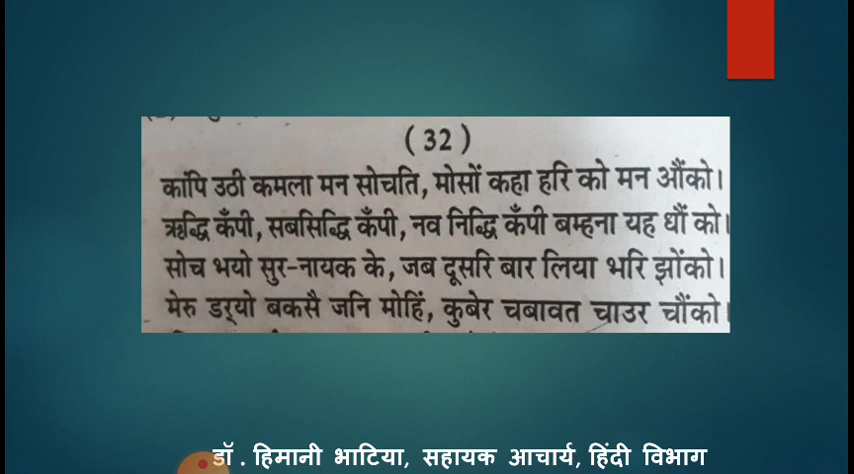 (32)
कांपि उठी कमला मन सोचति, मोसों कहा हरि को मन औंको।
ऋद्धि कँपी, सबसिद्धि कँपी, नव निद्धि कँपी बम्हना यह धौं को।
सोच भयो सुर-नायक के, जब दूसरि बार लिया भरि झोंको।
मेरु डर्‌यो बकसै जनि मोहिं, कुबेर चबावत चाउर चौंको।
डॉ . हिमानी भाटिया, सहायक आचार्य, हिंदी विभाग